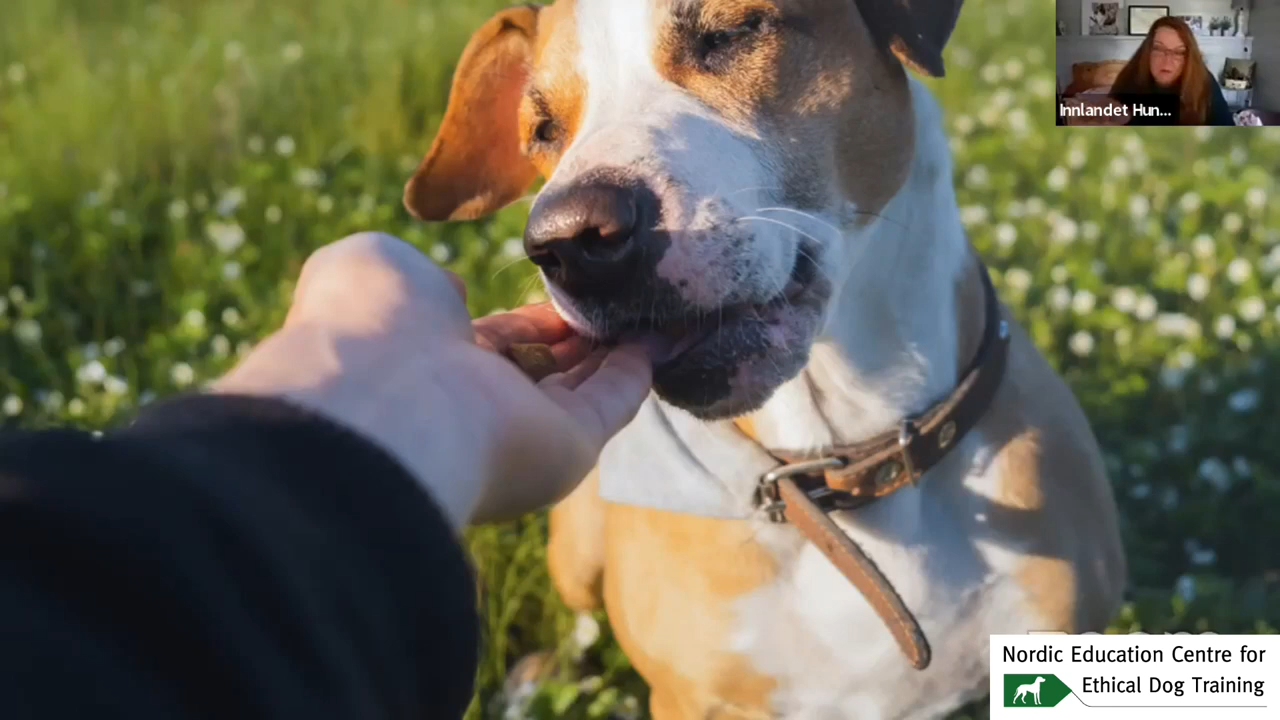 Innlandet Hun...
Nordic Education Centre for
Ethical Dog Training